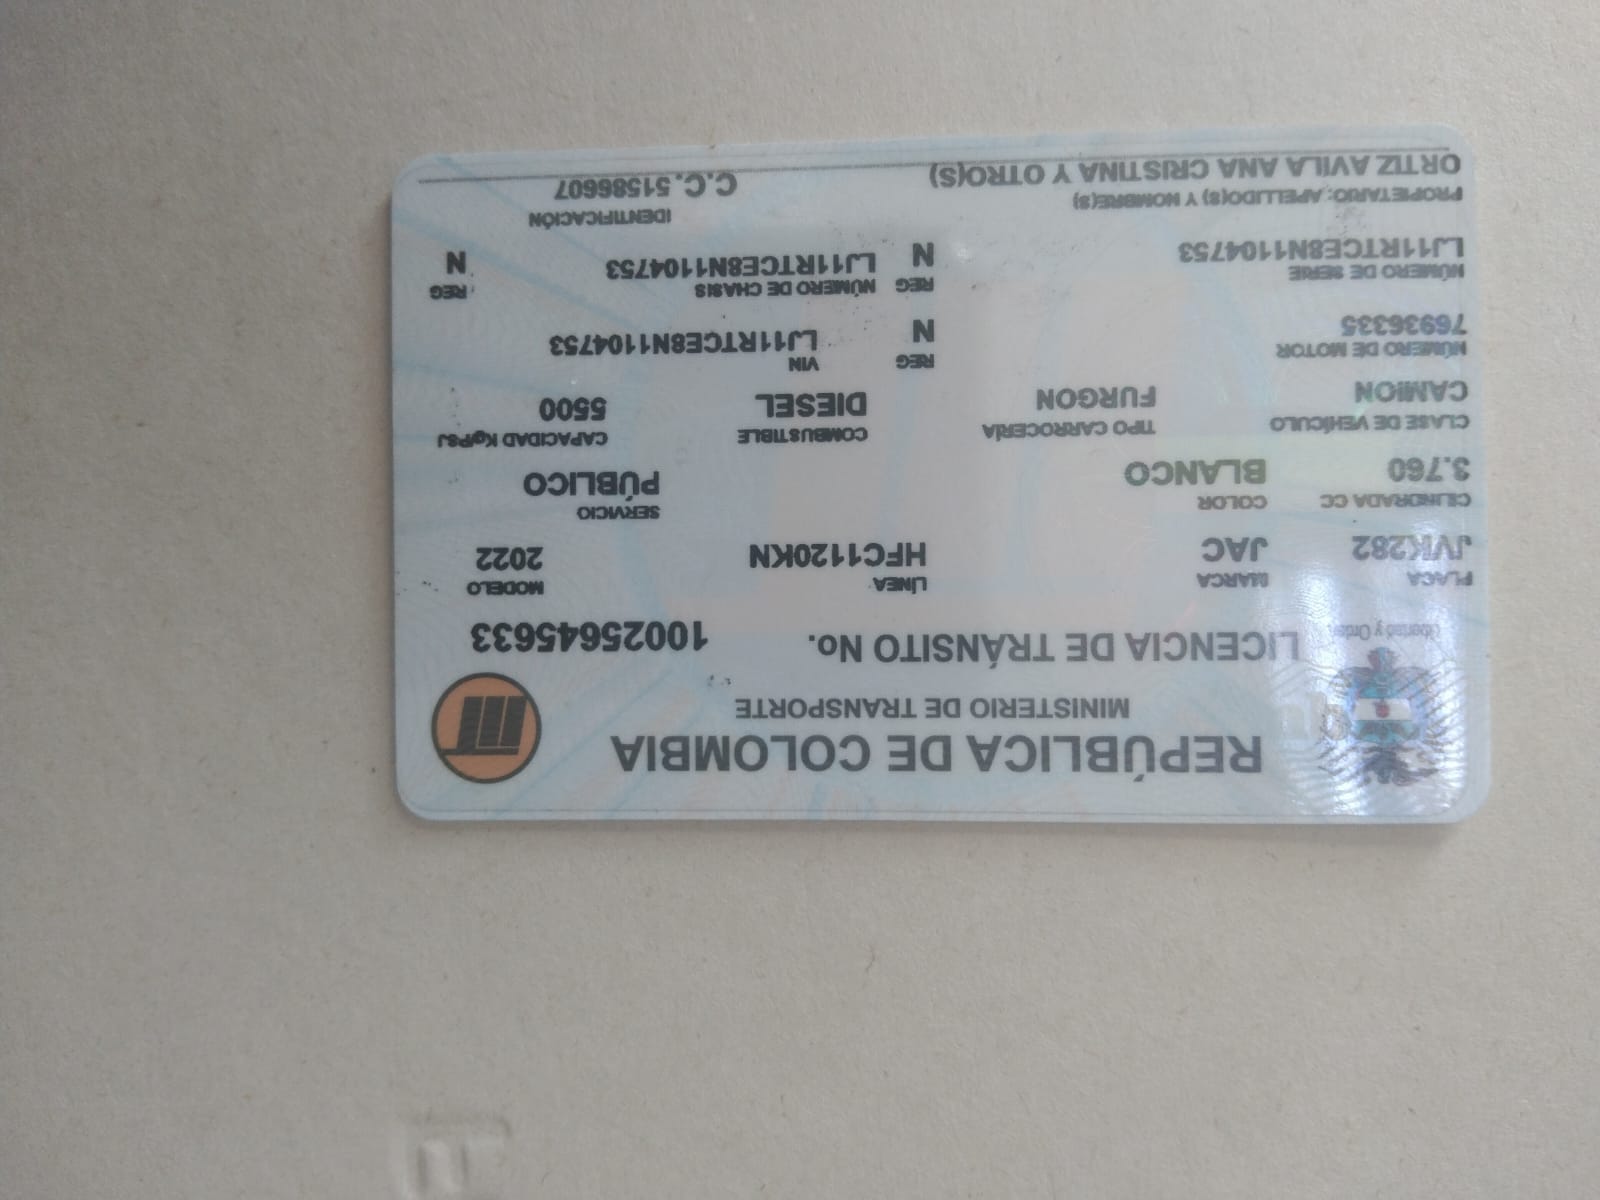 REPÚBLICA DE COLOMBIA
MINISTERIO DE TRANSPORTE
Libertad y Orden
LICENCIA DE TRÁNSITO No. 10025645633
PLACA MARCA LÍNEA MODELO
JVK282 JAC HFC1120KN 2022
CILINDRADA CC COLOR SERVICIO
3.760 BLANCO PÚBLICO
CLASE DE VEHÍCULO TIPO CARROCERÍA COMBUSTIBLE CAPACIDAD Kg/PSJ
CAMION FURGON DIESEL 5500
NÚMERO DE MOTOR REG VIN
76936335 N LJ11RTCE8N1104753
NÚMERO DE SERIE REG NÚMERO DE CHASIS REG
LJ11RTCE8N1104753 N LJ11RTCE8N1104753 N
PROPIETARIO: APELLIDO(S) Y NOMBRE(S) IDENTIFICACIÓN
ORTIZ AVILA ANA CRISTINA Y OTRO(S) C.C. 51586607